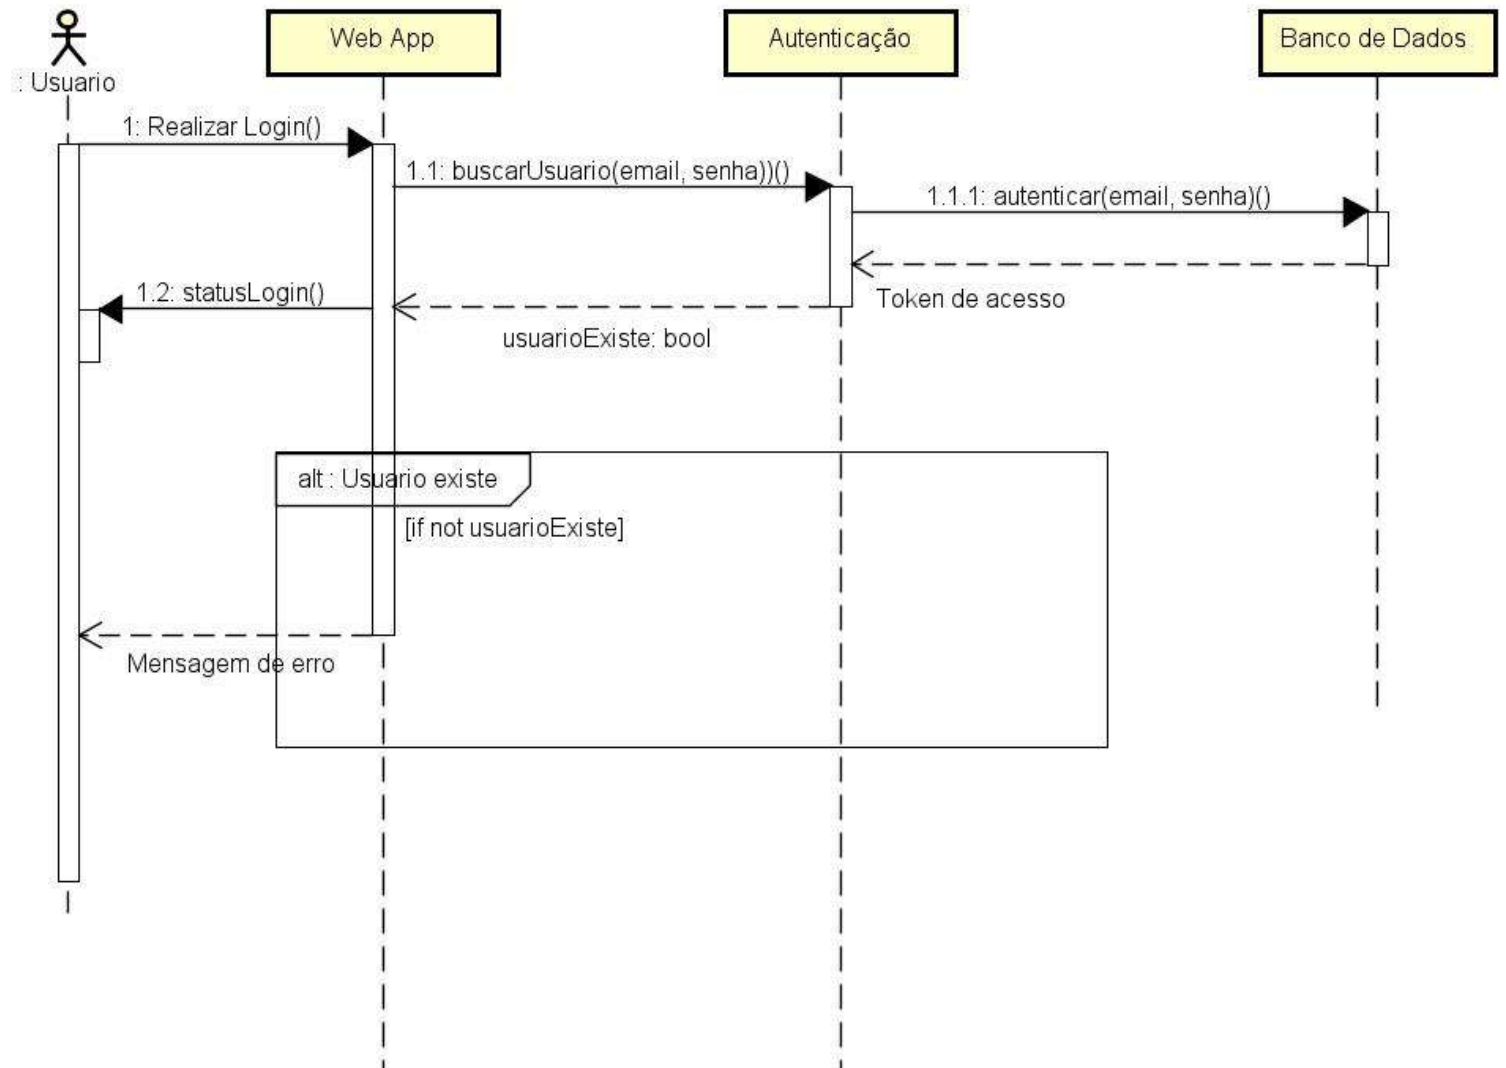 : Usuario
Web App
Autenticação
Banco de Dados
1: Realizar Login()
1.1: buscarUsuario(email, senha))()
1.1.1: autenticar(email, senha)()
Token de acesso
1.2: statusLogin()
usuarioExiste: bool
alt : Usuario existe
[if not usuarioExiste]
Mensagem de erro